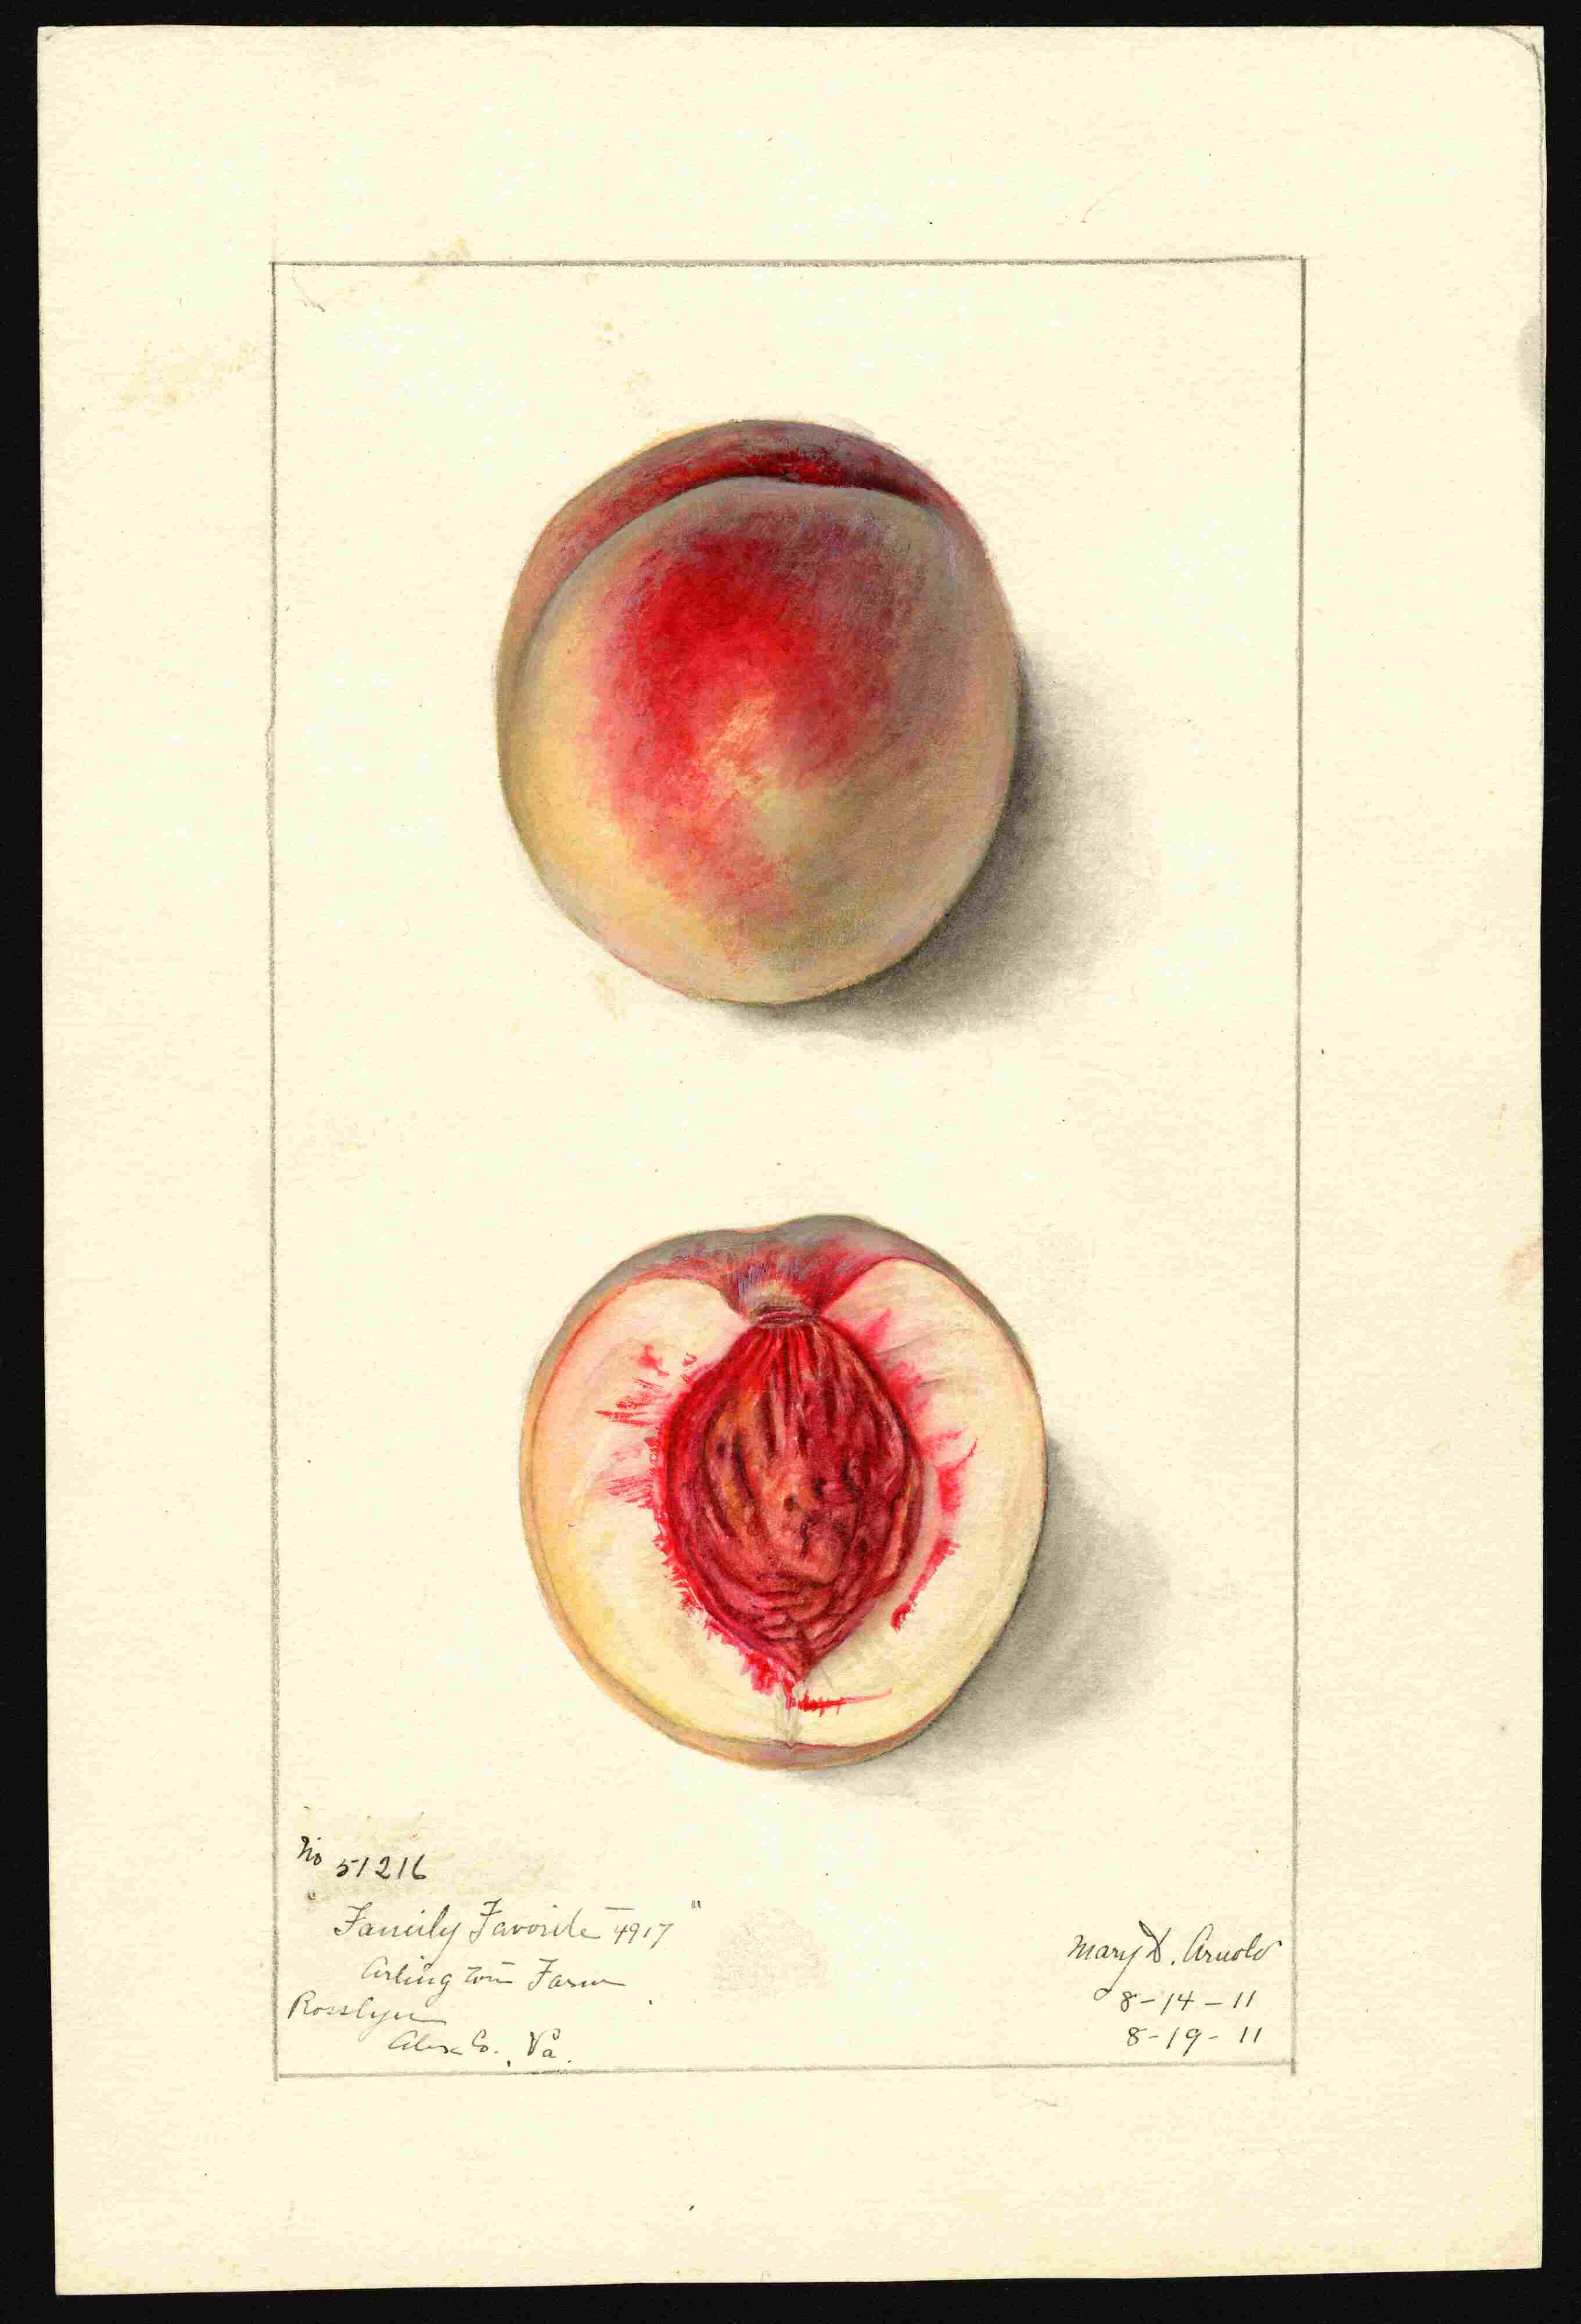 No 51216
"Family Favorite - 4917"
Arlington Farm
Rosslyn
Alex Co., Va.
Mary D. Arnold
8-14-11
8-19-11